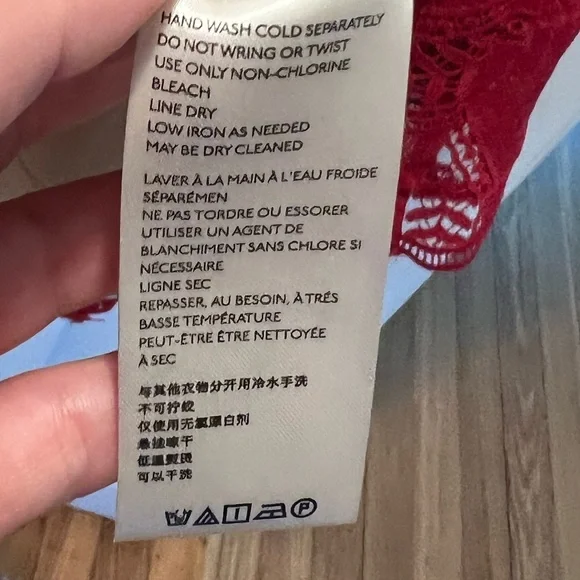 HAND WASH COLD SEPARATELY
DO NOT WRING OR TWIST
USE ONLY NON-CHLORINE
BLEACH
LINE DRY
LOW IRON AS NEEDED
MAY BE DRY CLEANED
LAVER À LA MAIN À L'EAU FROIDE
SÉPARÉMEN
NE PAS TORDRE OU ESSORER
UTILISER UN AGENT DE
BLANCHIMENT SANS CHLORE SI
NÉCESSAIRE
LIGNE SEC
REPASSER, AU BESOIN, À TRÉS
BASSE TEMPÉRATURE
PEUT-ÊTRE ÊTRE NETTOYÉE
À SEC
与其他衣物分开用冷水手洗
不可拧绞
仅使用无氯漂白剂
悬挂晾干
低温熨烫
可以干洗
P